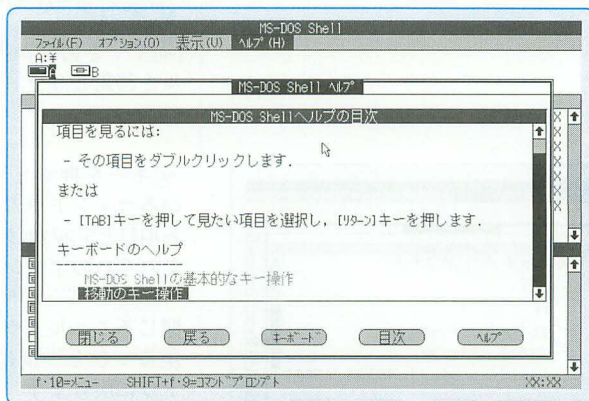 MS-DOS Shell
ﾌｧｲﾙ(F) ｵﾌﾟｼｮﾝ(O) 表示(U) ﾍﾙﾌﾟ(H)
A:¥
A B
MS-DOS Shell ﾍﾙﾌﾟ
MS-DOS Shellヘルプの目次
項目を見るには:
- その項目をダブルクリックします.
または
- [TAB]キーを押して見たい項目を選択し, [ﾘﾀｰﾝ]キーを押します.
キーボードのヘルプ
MS-DOS Shellの基本的なキー操作
移動のキー操作
閉じる 戻る ｷｰﾎﾞｰﾄﾞ 目次 ﾍﾙﾌﾟ
f･10=ﾒﾆｭｰ SHIFT+f･9=ｺﾏﾝﾄﾞﾌﾟﾛﾝﾌﾟﾄ XX:XX